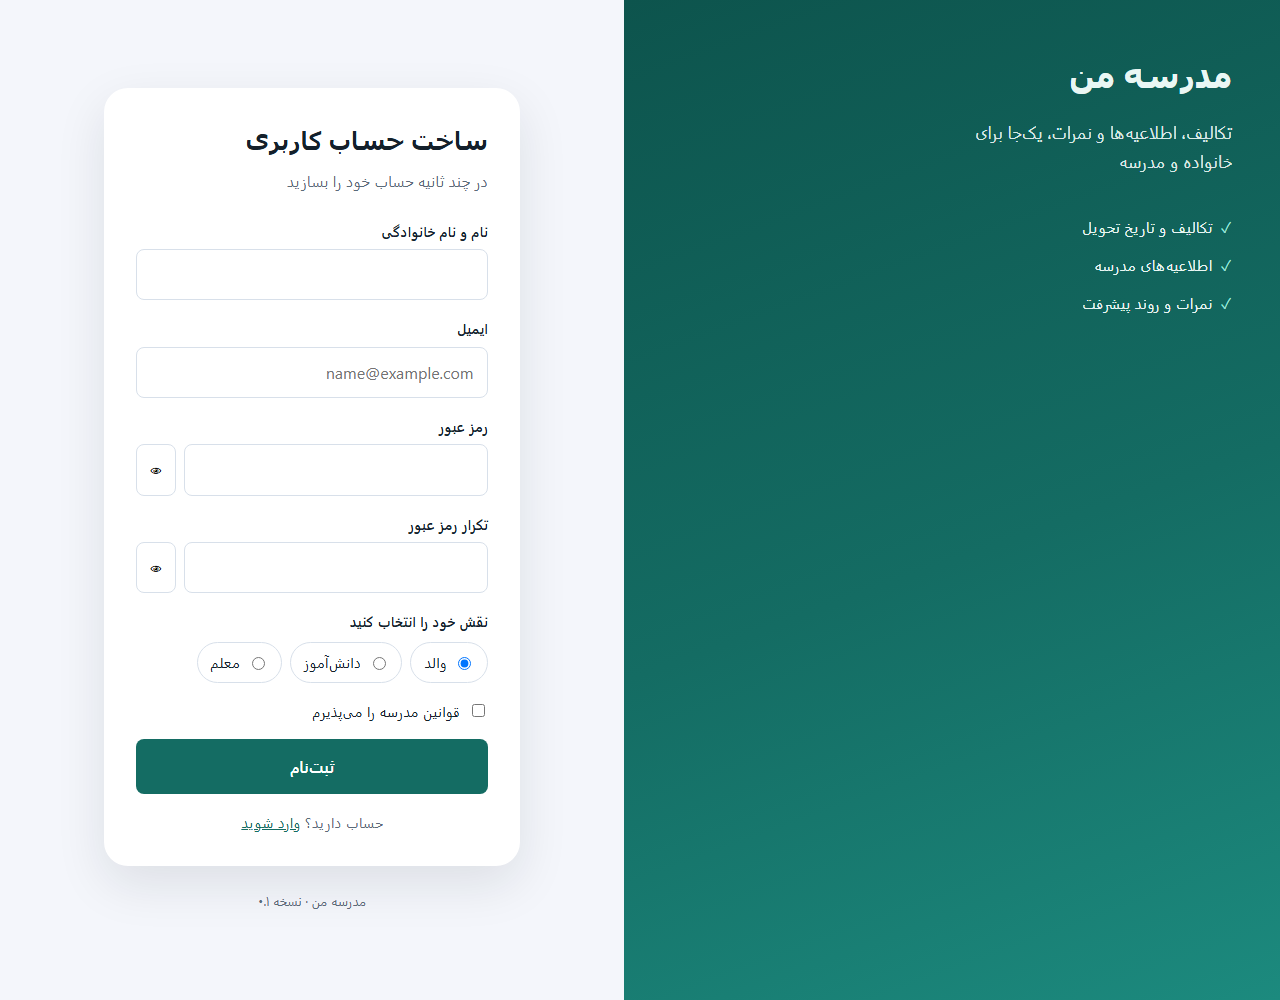 مدرسه من
تکالیف، اطلاعیه‌ها و نمرات، یک‌جا برای
خانواده و مدرسه
✓ تکالیف و تاریخ تحویل
✓ اطلاعیه‌های مدرسه
✓ نمرات و روند پیشرفت
ساخت حساب کاربری
در چند ثانیه حساب خود را بسازید
نام و نام خانوادگی
ایمیل
name@example.com
رمز عبور
تکرار رمز عبور
نقش خود را انتخاب کنید
والد
دانش‌آموز
معلم
قوانین مدرسه را می‌پذیرم
ثبت‌نام
حساب دارید؟ وارد شوید
مدرسه من · نسخه ۰.۱